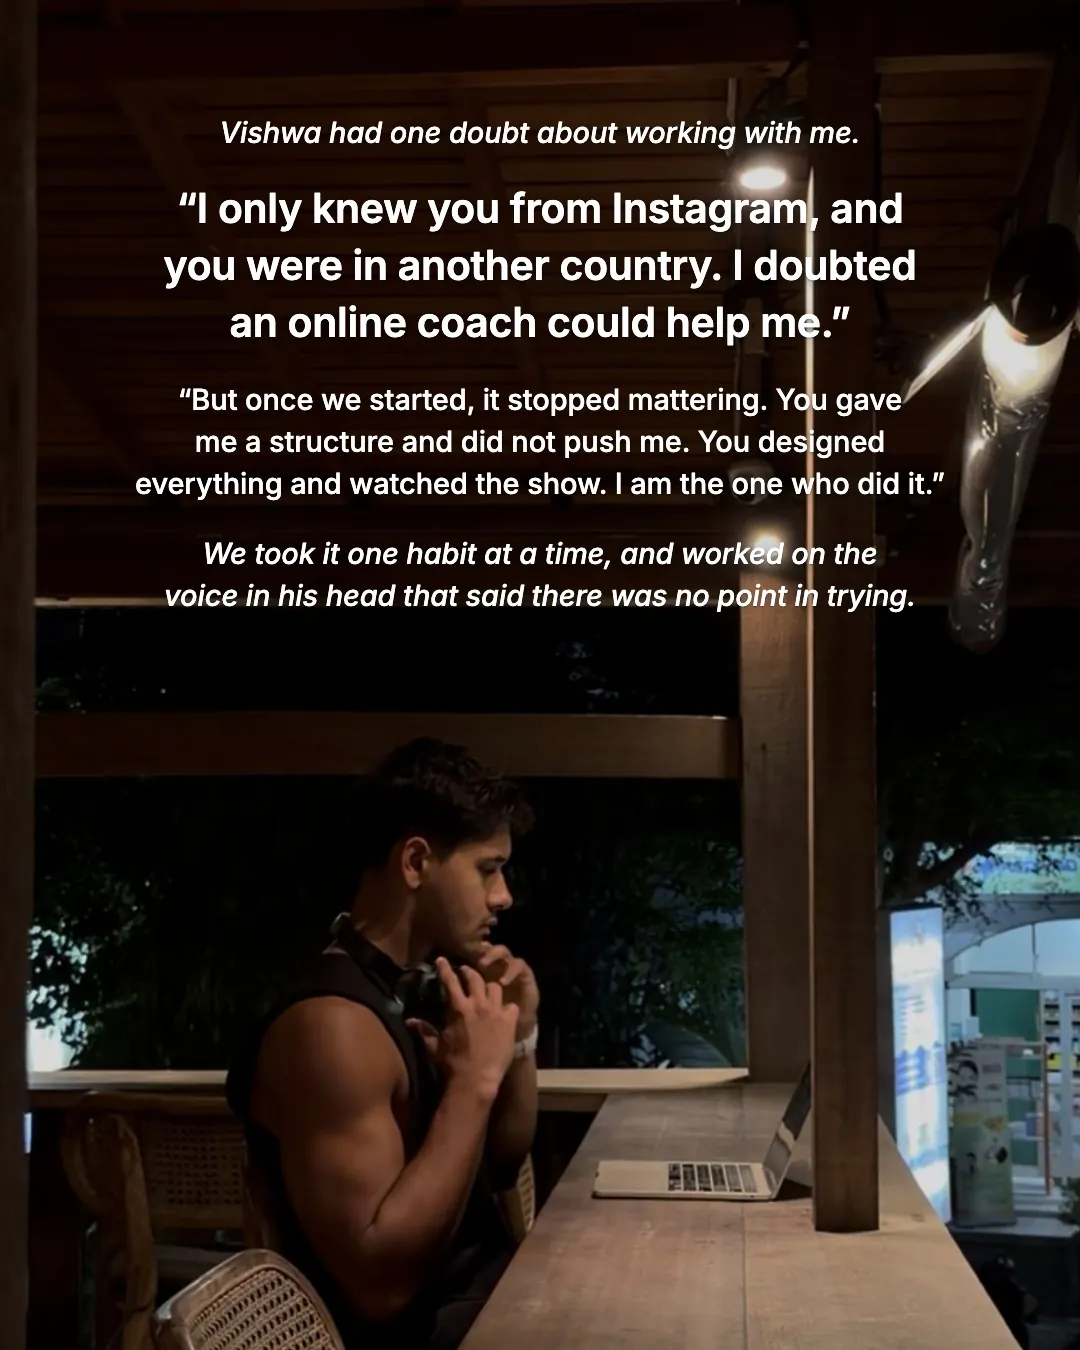 Vishwa had one doubt about working with me.
“I only knew you from Instagram, and
you were in another country. I doubted
an online coach could help me.”
“But once we started, it stopped mattering. You gave
me a structure and did not push me. You designed
everything and watched the show. I am the one who did it.”
We took it one habit at a time, and worked on the
voice in his head that said there was no point in trying.